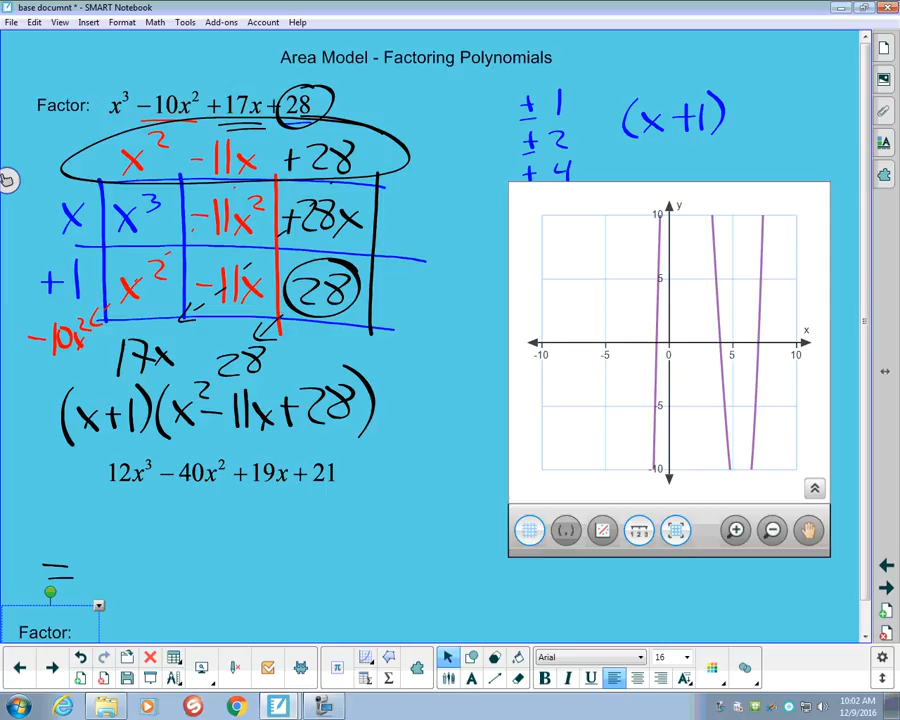 base documnt * - SMART Notebook
File Edit View Insert Format Math Tools Add-ons Account Help
Area Model - Factoring Polynomials
Factor: x³ − 10x² + 17x + 28
x² -11x +28
x x³ -11x² +28x
+1 x² -11x 28
-10x²
17x 28
(x+1)(x²-11x+28)
12x³ − 40x² + 19x + 21
=
Factor:
± 1
± 2
± 4
(x+1)
y
10
5
x
-10 -5 0 5 10
-5
-10
(,)
1 2 3
π Arial 16
Σ A B I U
10:02 AM
12/9/2016